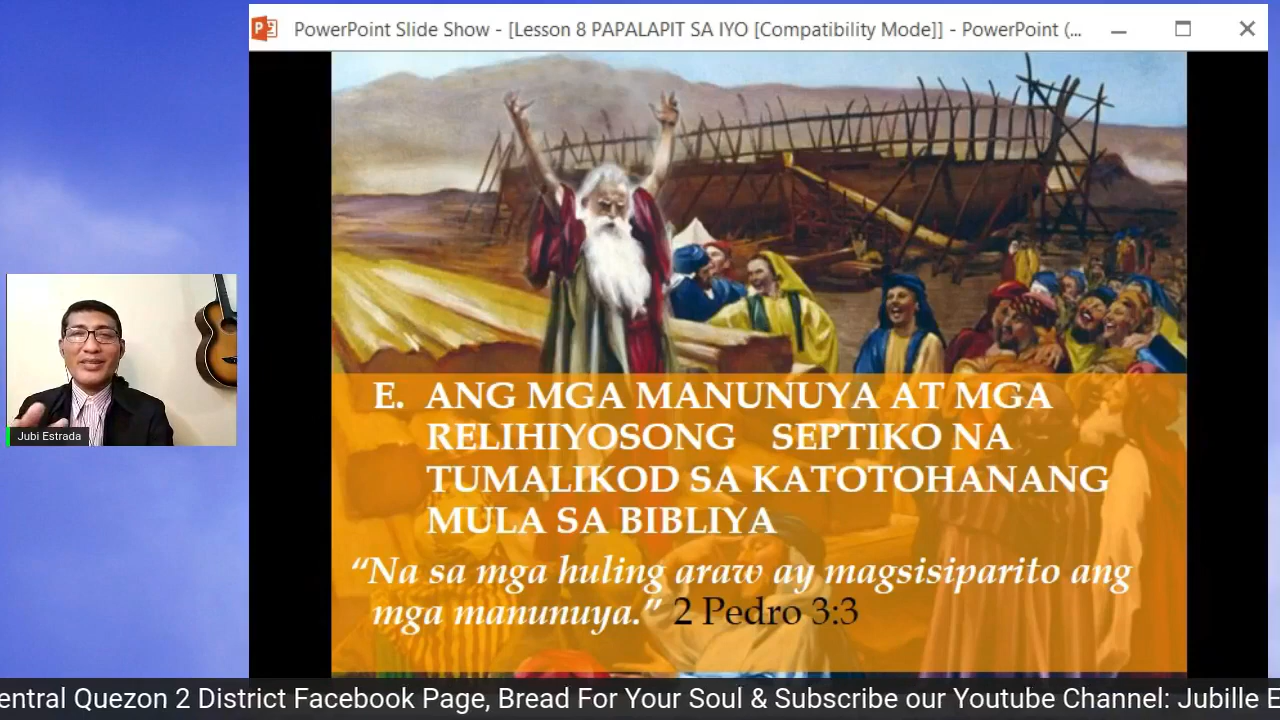 PowerPoint Slide Show - [Lesson 8 PAPALAPIT SA IYO [Compatibility Mode]] - PowerPoint (...
E. ANG MGA MANUNUYA AT MGA
RELIHIYOSONG SEPTIKO NA
TUMALIKOD SA KATOTOHANANG
MULA SA BIBLIYA
“Na sa mga huling araw ay magsisiparito ang
mga manunuya.” 2 Pedro 3:3
Jubi Estrada
entral Quezon 2 District Facebook Page, Bread For Your Soul & Subscribe our Youtube Channel: Jubille E